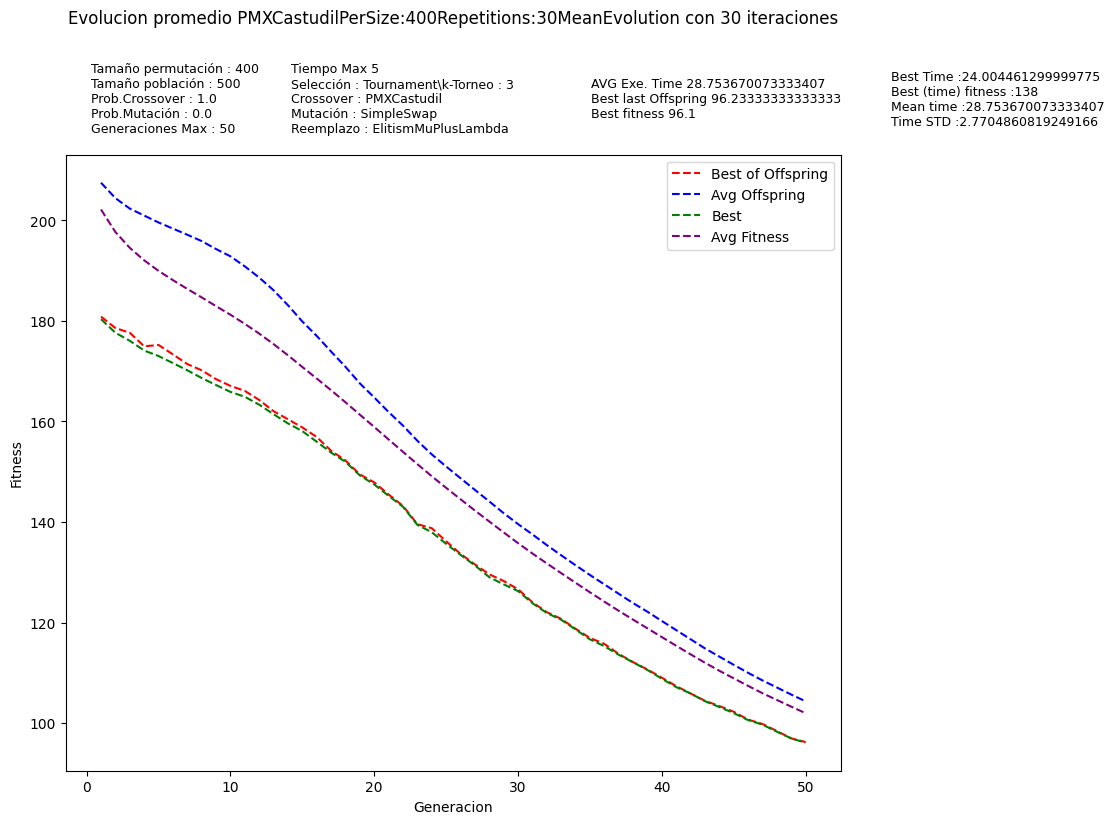 Evolucion promedio PMXCastudilPerSize:400Repetitions:30MeanEvolution con 30 iteraciones
Tamaño permutación : 400
Tamaño población : 500
Prob.Crossover : 1.0
Prob.Mutación : 0.0
Generaciones Max : 50
Tiempo Max 5
Selección : Tournament\k-Torneo : 3
Crossover : PMXCastudil
Mutación : SimpleSwap
Reemplazo : ElitismMuPlusLambda
AVG Exe. Time 28.753670073333407
Best last Offspring 96.23333333333333
Best fitness 96.1
Best Time :24.004461299999775
Best (time) fitness :138
Mean time :28.753670073333407
Time STD :2.7704860819249166
Best of Offspring
Avg Offspring
Best
Avg Fitness
Fitness
200
180
160
140
120
100
0
10
20
30
40
50
Generacion